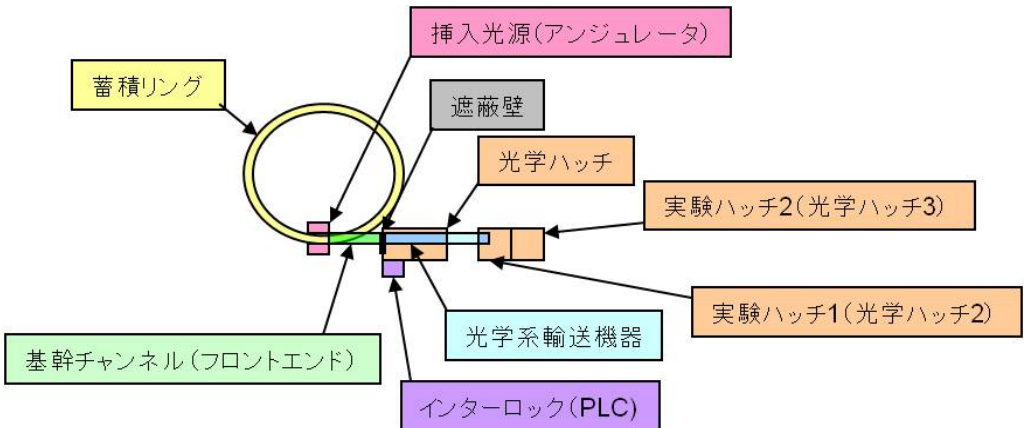 挿入光源(アンジュレータ)
蓄積リング
遮蔽壁
光学ハッチ
実験ハッチ2(光学ハッチ3)
実験ハッチ1(光学ハッチ2)
光学系輸送機器
基幹チャンネル(フロントエンド)
インターロック(PLC)